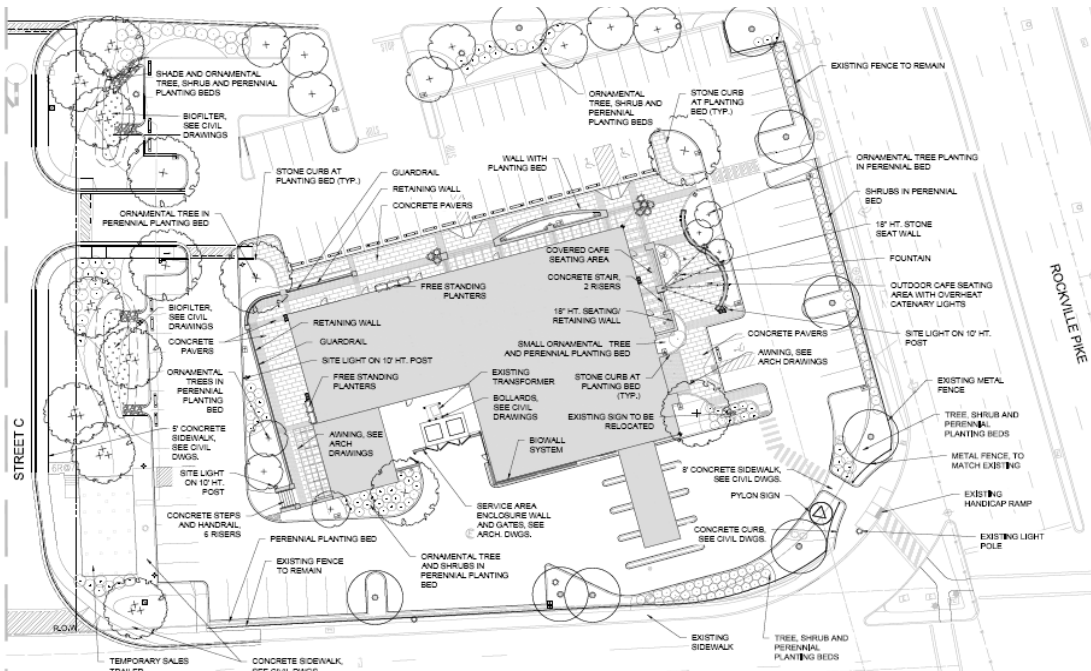 SHADE AND ORNAMENTAL
TREE, SHRUB AND PERENNIAL
PLANTING BEDS
BIOFILTER,
SEE CIVIL
DRAWINGS
STONE CURB AT
PLANTING BED (TYP.)
ORNAMENTAL TREE IN
PERENNIAL PLANTING BED
GUARDRAIL
RETAINING WALL
CONCRETE PAVERS
WALL WITH
PLANTING BED
ORNAMENTAL
TREE, SHRUB AND
PERENNIAL
PLANTING BEDS
STONE CURB
AT PLANTING
BED (TYP.)
EXISTING FENCE TO REMAIN
ORNAMENTAL TREE PLANTING
IN PERENNIAL BED
SHRUBS IN PERENNIAL
BED
18" HT. STONE
SEAT WALL
FOUNTAIN
OUTDOOR CAFE SEATING
AREA WITH OVERHEAT
CATENARY LIGHTS
SITE LIGHT ON 10' HT.
POST
ROCKVILLE PIKE
COVERED CAFE
SEATING AREA
CONCRETE STAIR,
2 RISERS
18" HT. SEATING/
RETAINING WALL
SMALL ORNAMENTAL TREE
AND PERENNIAL PLANTING BED
STONE CURB AT
PLANTING BED
(TYP.)
EXISTING SIGN TO BE
RELOCATED
CONCRETE PAVERS
AWNING, SEE
ARCH DRAWINGS
FREE STANDING
PLANTERS
BIOFILTER,
SEE CIVIL
DRAWINGS
CONCRETE
PAVERS
ORNAMENTAL
TREES IN
PERENNIAL
PLANTING
BED
5' CONCRETE
SIDEWALK,
SEE CIVIL
DWGS.
SITE LIGHT
ON 10' HT.
POST
CONCRETE STEPS
AND HANDRAIL,
6 RISERS
RETAINING WALL
GUARDRAIL
SITE LIGHT ON 10' HT. POST
FREE STANDING
PLANTERS
AWNING, SEE
ARCH
DRAWINGS
EXISTING
TRANSFORMER
BOLLARDS,
SEE CIVIL
DRAWINGS
BIOWALL
SYSTEM
SERVICE AREA
ENCLOSURE WALL
AND GATES, SEE
ARCH. DWGS.
ORNAMENTAL TREE
AND SHRUBS IN
PERENNIAL PLANTING
BED
PERENNIAL PLANTING BED
EXISTING FENCE
TO REMAIN
STREET C
R.O.W.
TEMPORARY SALES
TRAILER
CONCRETE SIDEWALK,
SEE CIVIL DWGS
EXISTING METAL
FENCE
TREE, SHRUB AND
PERENNIAL
PLANTING BEDS
METAL FENCE, TO
MATCH EXISTING
EXISTING
HANDICAP RAMP
EXISTING LIGHT
POLE
8' CONCRETE SIDEWALK,
SEE CIVIL DWGS.
PYLON SIGN
CONCRETE CURB,
SEE CIVIL DWGS.
EXISTING
SIDEWALK
TREE, SHRUB AND
PERENNIAL
PLANTING BEDS